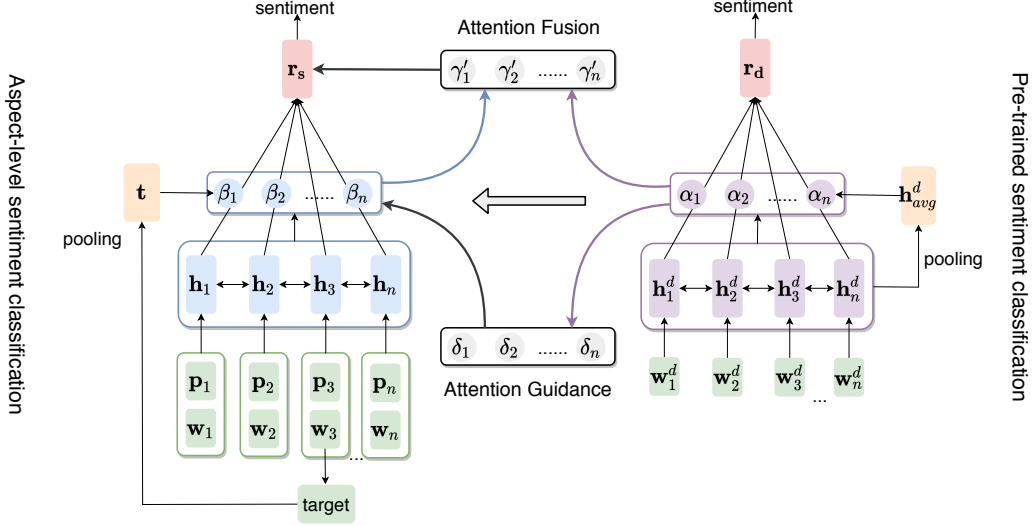 sentiment
sentiment
Attention Fusion
r_s
γ′_1 γ′_2 ...... γ′_n
r_d
Aspect-level sentiment classification
Pre-trained sentiment classification
t
β_1 β_2 ...... β_n
α_1 α_2 ...... α_n
h^d_{avg}
pooling
pooling
h_1 h_2 h_3 h_n
h^d_1 h^d_2 h^d_3 h^d_n
δ_1 δ_2 ...... δ_n
Attention Guidance
p_1 p_2 p_3 p_n
w^d_1 w^d_2 w^d_3 ... w^d_n
w_1 w_2 w_3 ... w_n
target